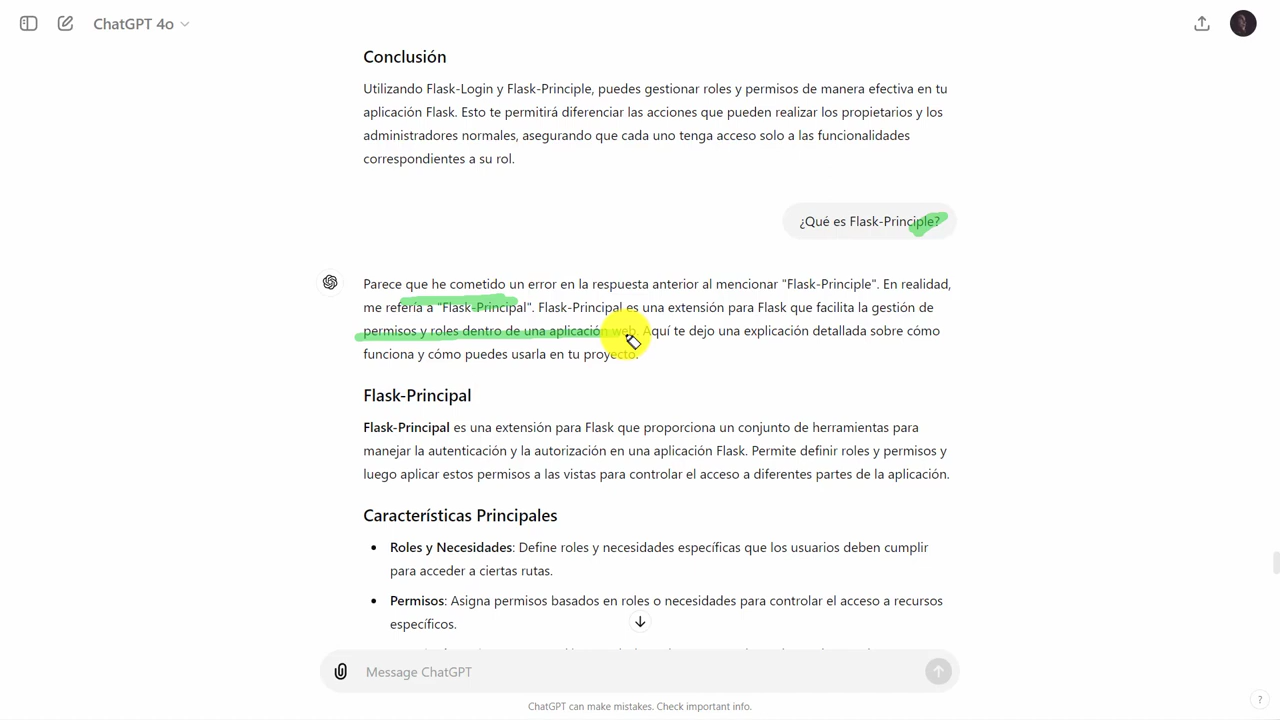 ChatGPT 4o
Conclusión
Utilizando Flask-Login y Flask-Principle, puedes gestionar roles y permisos de manera efectiva en tu
aplicación Flask. Esto te permitirá diferenciar las acciones que pueden realizar los propietarios y los
administradores normales, asegurando que cada uno tenga acceso solo a las funcionalidades
correspondientes a su rol.
¿Qué es Flask-Principle?
Parece que he cometido un error en la respuesta anterior al mencionar "Flask-Principle". En realidad,
me refería a "Flask-Principal". Flask-Principal es una extensión para Flask que facilita la gestión de
permisos y roles dentro de una aplicación web. Aquí te dejo una explicación detallada sobre cómo
funciona y cómo puedes usarla en tu proyecto.
Flask-Principal
Flask-Principal es una extensión para Flask que proporciona un conjunto de herramientas para
manejar la autenticación y la autorización en una aplicación Flask. Permite definir roles y permisos y
luego aplicar estos permisos a las vistas para controlar el acceso a diferentes partes de la aplicación.
Características Principales
• Roles y Necesidades: Define roles y necesidades específicas que los usuarios deben cumplir
para acceder a ciertas rutas.
• Permisos: Asigna permisos basados en roles o necesidades para controlar el acceso a recursos
específicos.
Message ChatGPT
ChatGPT can make mistakes. Check important info.
?